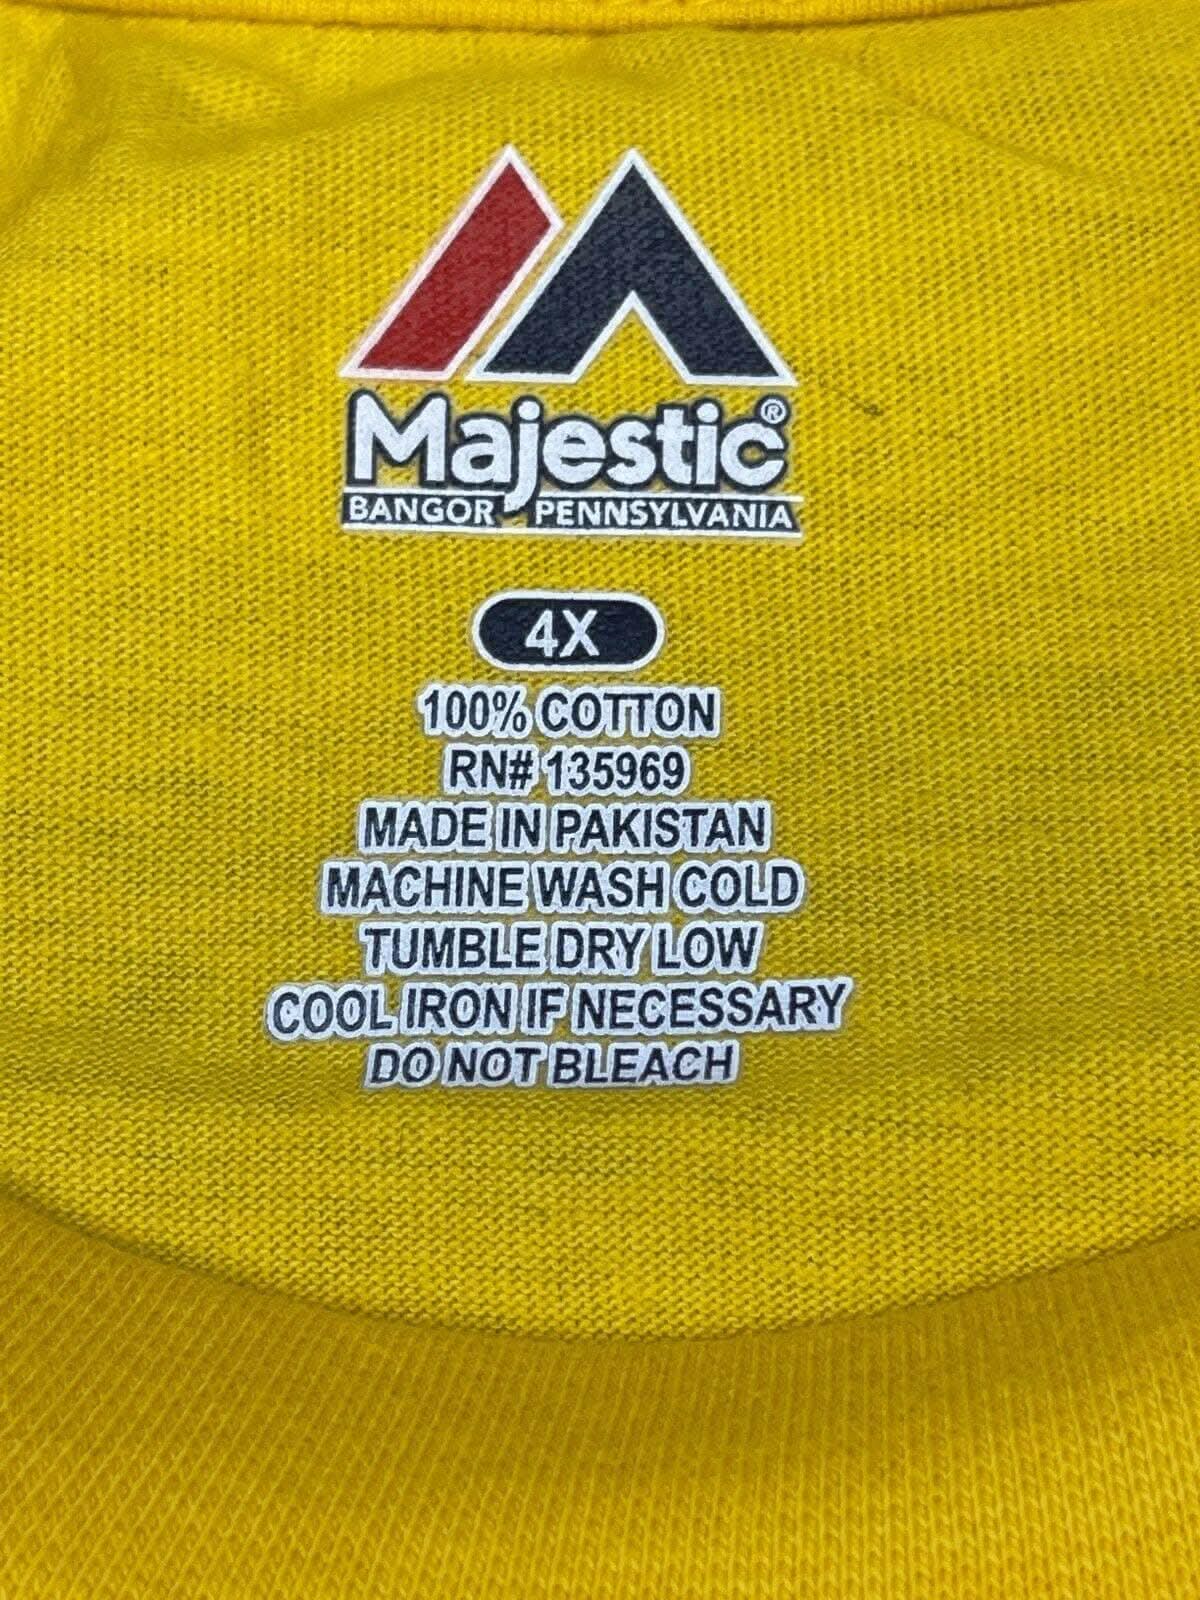 Majestic®
BANGOR PENNSYLVANIA
4X
100% COTTON
RN# 135969
MADE IN PAKISTAN
MACHINE WASH COLD
TUMBLE DRY LOW
COOL IRON IF NECESSARY
DO NOT BLEACH